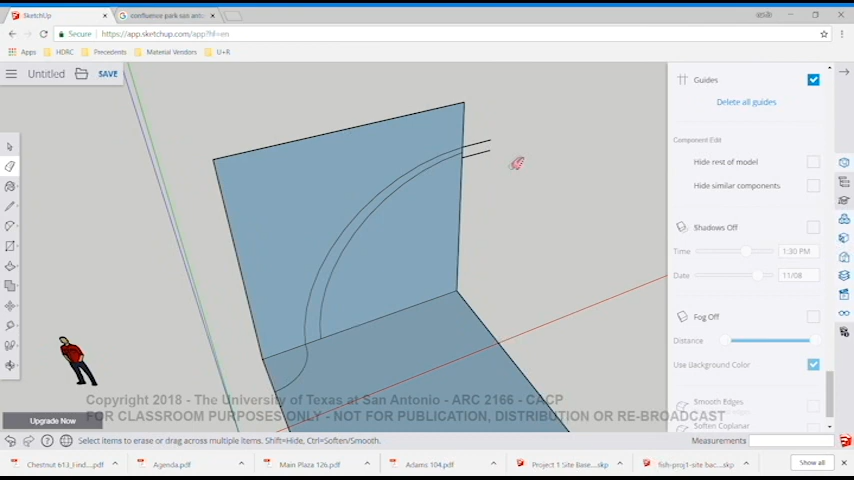 SketchUp
confluence park san anto
Secure
https://app.sketchup.com/app?hl=en
Apps
HDRC
Precedents
Material Vendors
U+R
Untitled
SAVE
Guides
Delete all guides
Component Edit
Hide rest of model
Hide similar components
Shadows Off
Time
1:30 PM
Date
11/08
Fog Off
Distance
Use Background Color
Smooth Edges
Soften Coplanar
Copyright 2018 - The University of Texas at San Antonio - ARC 2166 - CACP
FOR CLASSROOM PURPOSES ONLY - NOT FOR PUBLICATION, DISTRIBUTION OR RE-BROADCAST
Upgrade Now
Select items to erase or drag across multiple items. Shift=Hide, Ctrl=Soften/Smooth.
Measurements
Chestnut 613_Find....pdf
Agenda.pdf
Main Plaza 126.pdf
Adams 104.pdf
Project 1 Site Base....skp
fish-proj1-site bac....skp
Show all